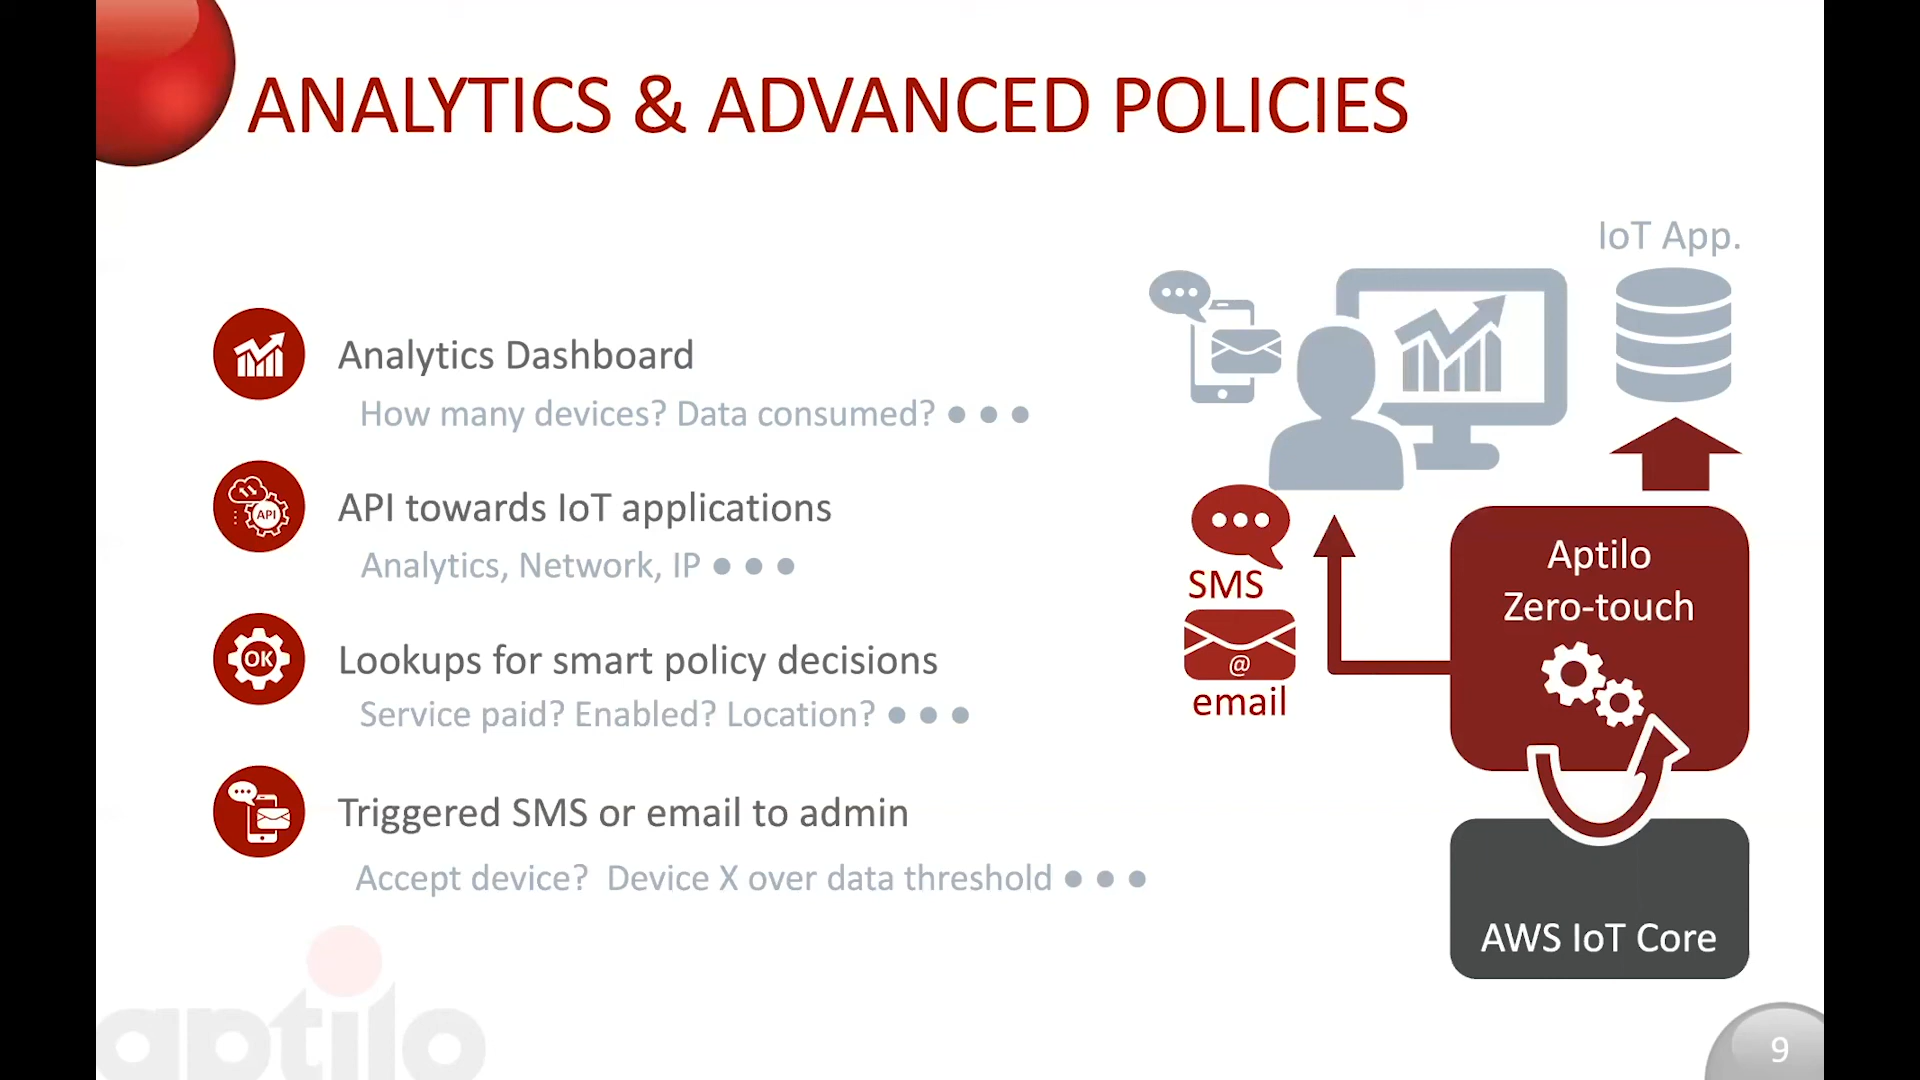 ANALYTICS & ADVANCED POLICIES
IoT App.
Analytics Dashboard
How many devices? Data consumed? ● ● ●
API
API towards IoT applications
Analytics, Network, IP ● ● ●
OK
Lookups for smart policy decisions
Service paid? Enabled? Location? ● ● ●
Triggered SMS or email to admin
Accept device? Device X over data threshold ● ● ●
SMS
@
email
Aptilo
Zero-touch
AWS IoT Core
aptilo
9